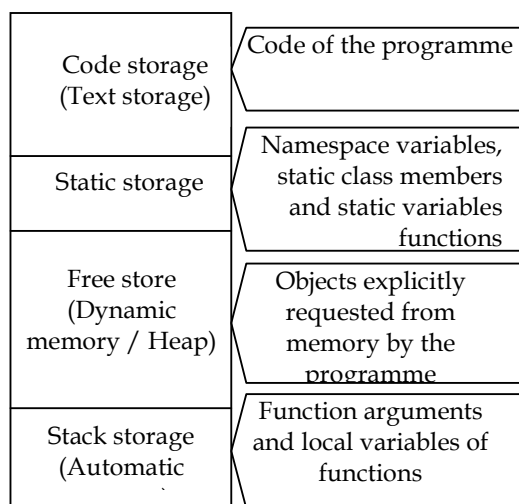 Code storage
(Text storage)
Code of the programme
Static storage
Namespace variables,
static class members
and static variables
functions
Free store
(Dynamic
memory / Heap)
Objects explicitly
requested from
memory by the
programme
Stack storage
(Automatic
Function arguments
and local variables of
functions